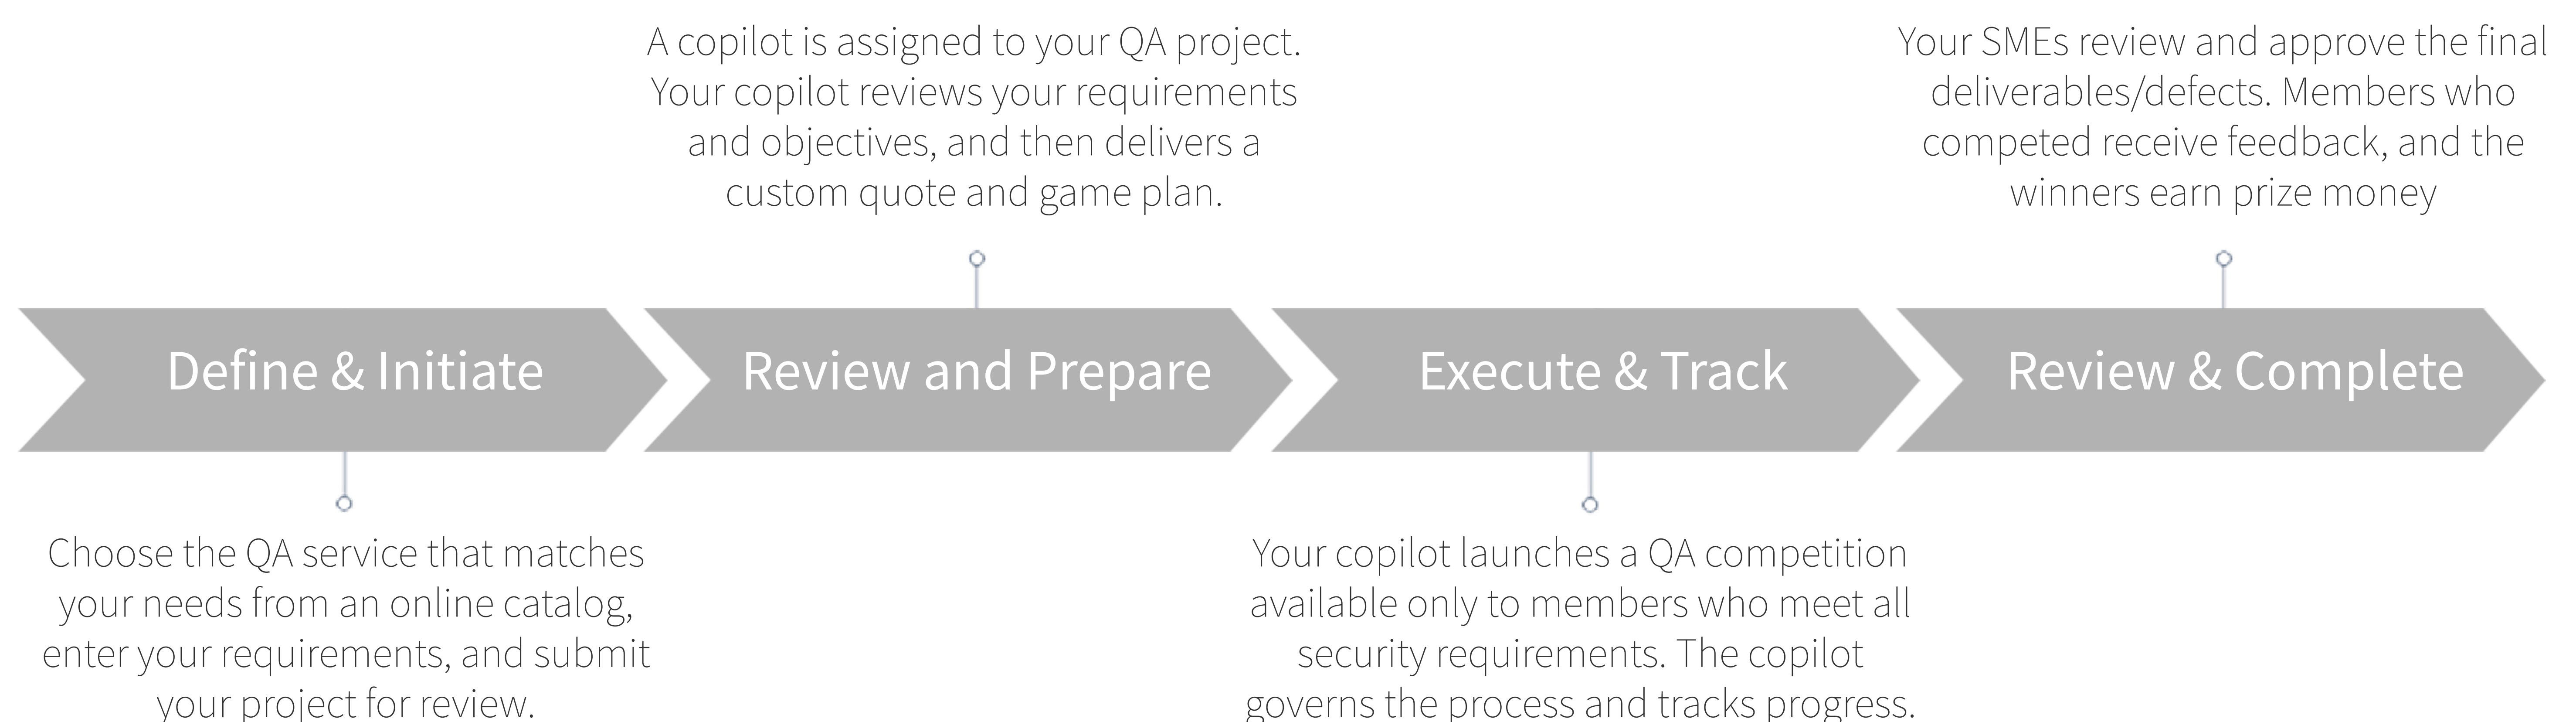 A copilot is assigned to your QA project.
Your copilot reviews your requirements
and objectives, and then delivers a
custom quote and game plan.
Your SMEs review and approve the final
deliverables/defects. Members who
competed receive feedback, and the
winners earn prize money
Define & Initiate
Review and Prepare
Execute & Track
Review & Complete
Choose the QA service that matches
your needs from an online catalog,
enter your requirements, and submit
your project for review.
Your copilot launches a QA competition
available only to members who meet all
security requirements. The copilot
governs the process and tracks progress.